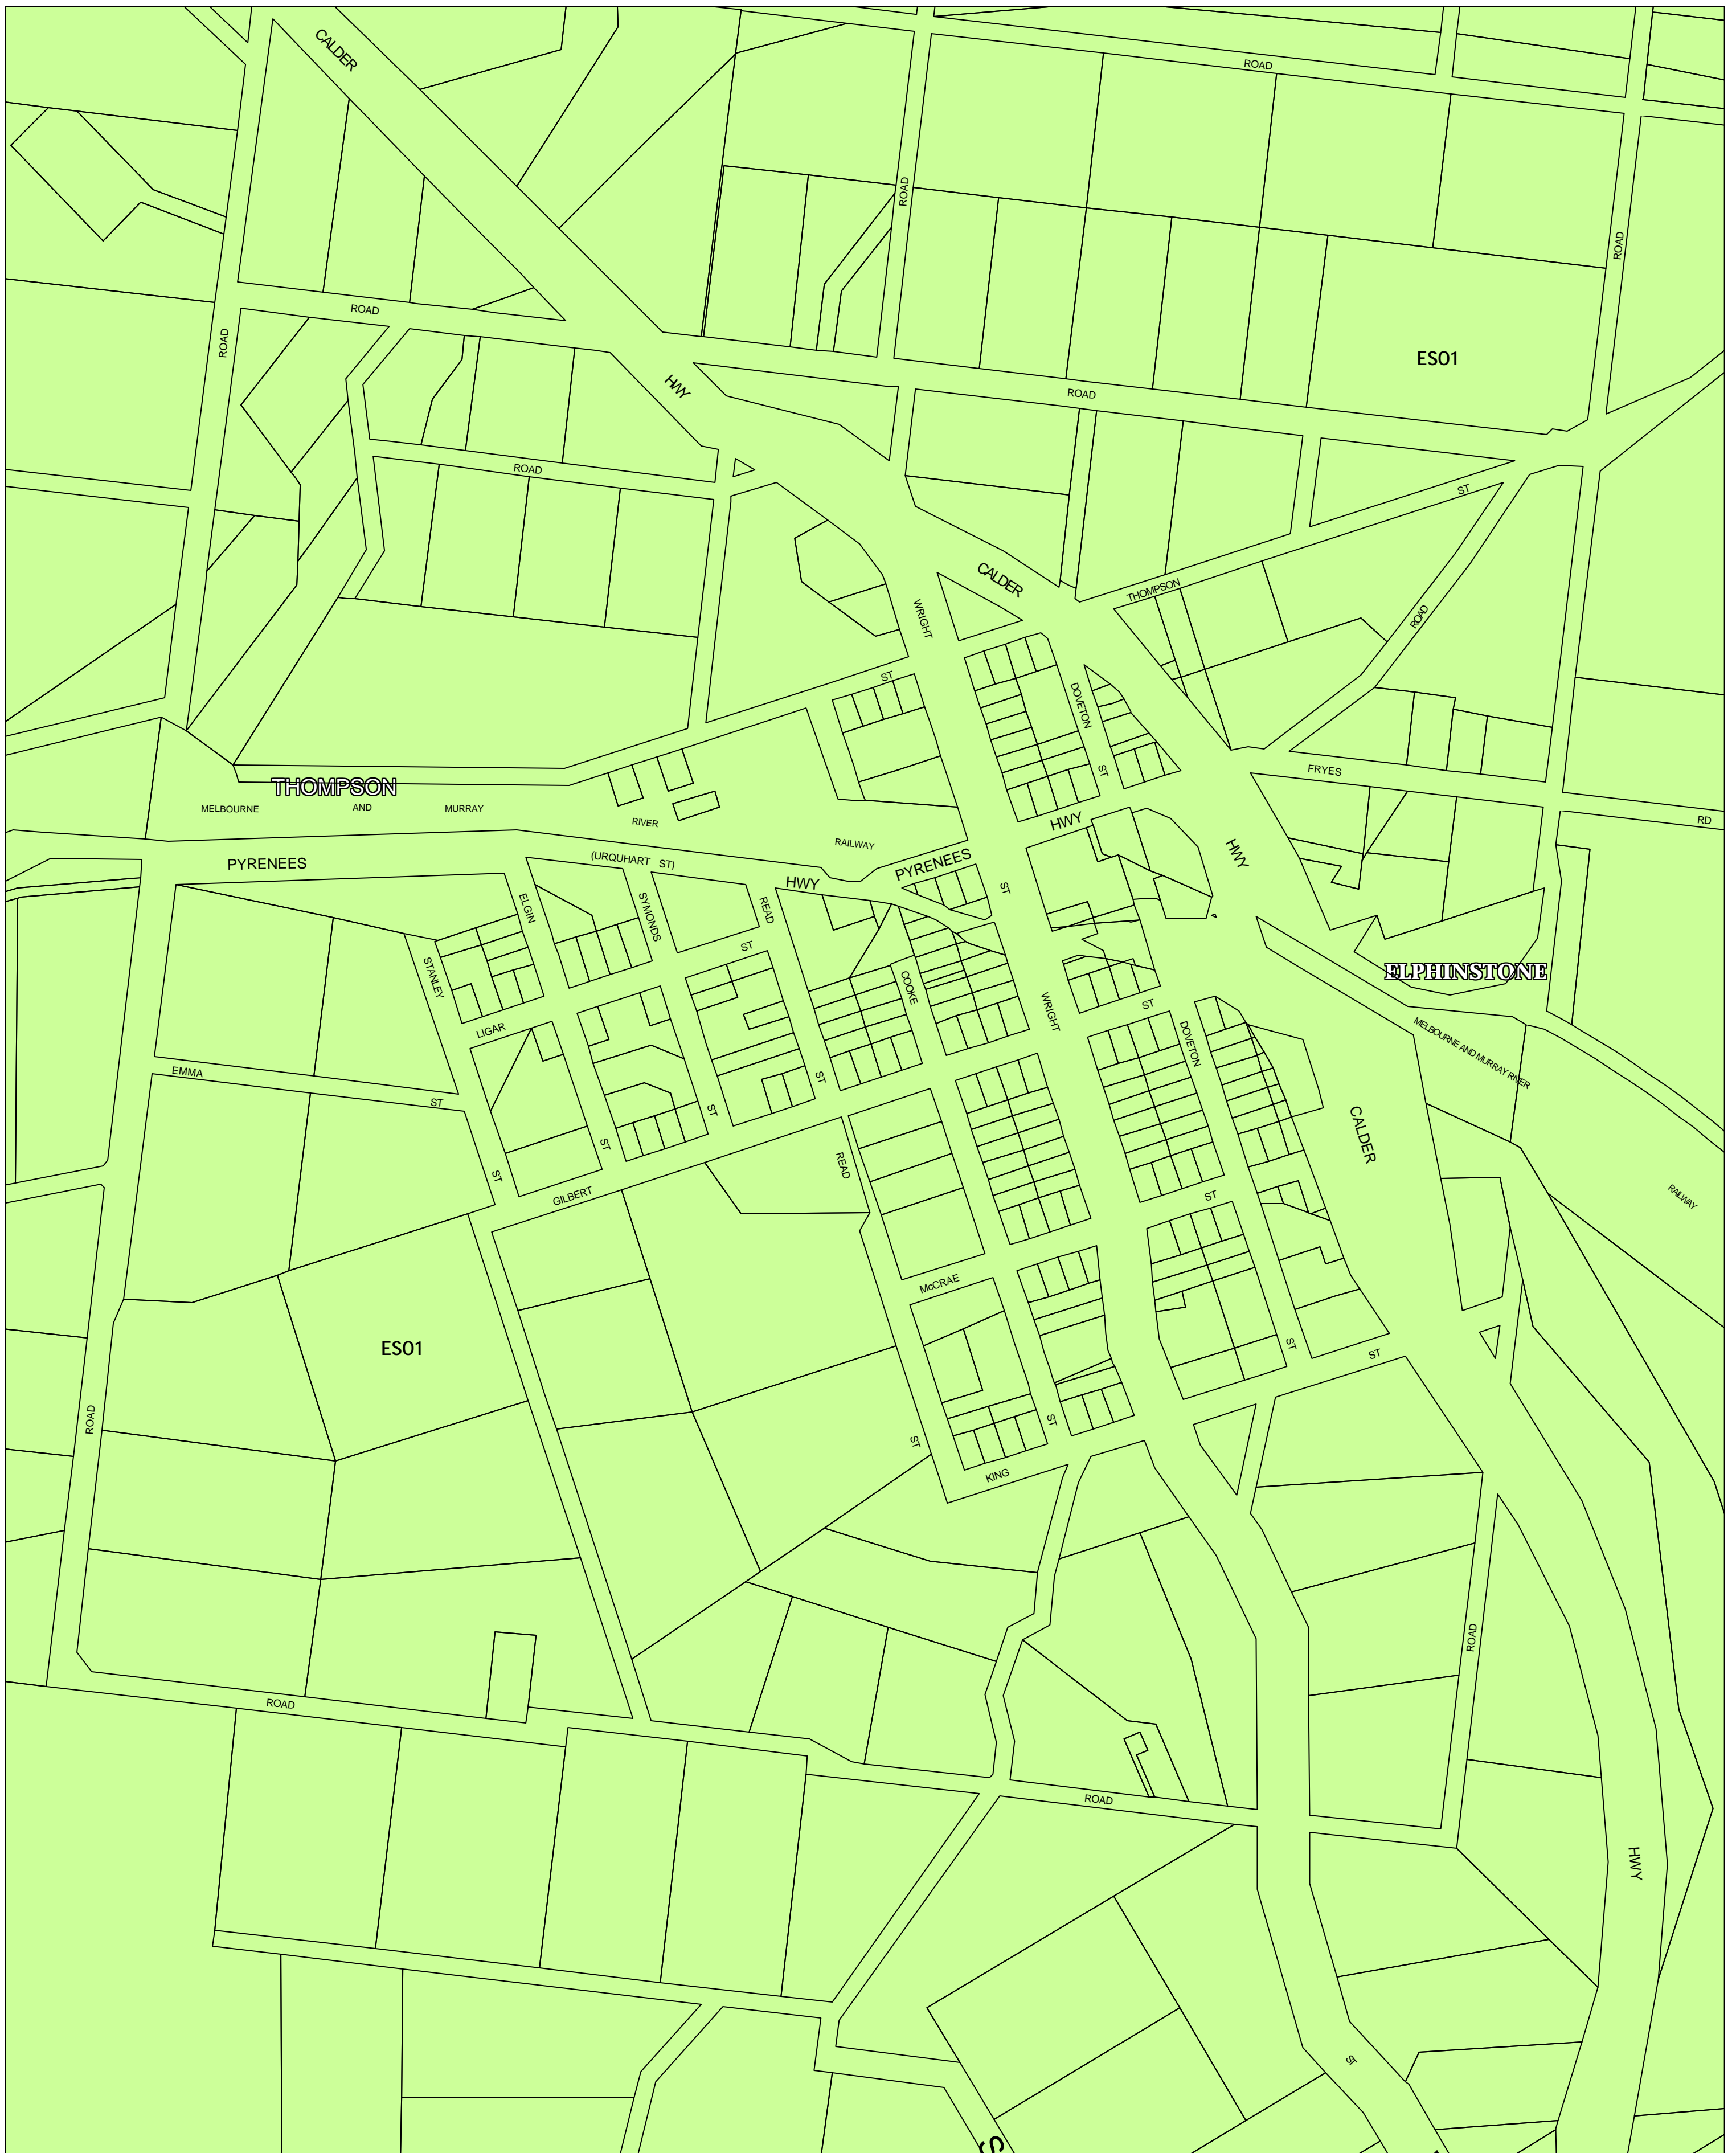 CALDER
ROAD
ROAD
ROAD
ROAD
ROAD
ES01
HWY
ROAD
ROAD
ST
CALDER
THOMPSON
WRIGHT
ROAD
ST
DOVETON
ST
FRYES
THOMPSON
MELBOURNE AND MURRAY
RIVER
RAILWAY
HWY
RD
PYRENEES
(URQUHART ST)
HWY
PYRENEES
HWY
ST
ELGIN
SYMONDS
READ
ST
STANLEY
COOKE
ELPHINSTONE
LIGAR
WRIGHT
ST
DOVETON
MELBOURNE AND MURRAY RIVER
EMMA
ST
ST
ST
ST
CALDER
ST
READ
GILBERT
ST
RAILWAY
McCRAE
ES01
ST
ST
ROAD
ST
ST
KING
ROAD
ROAD
ROAD
HWY
ST
S